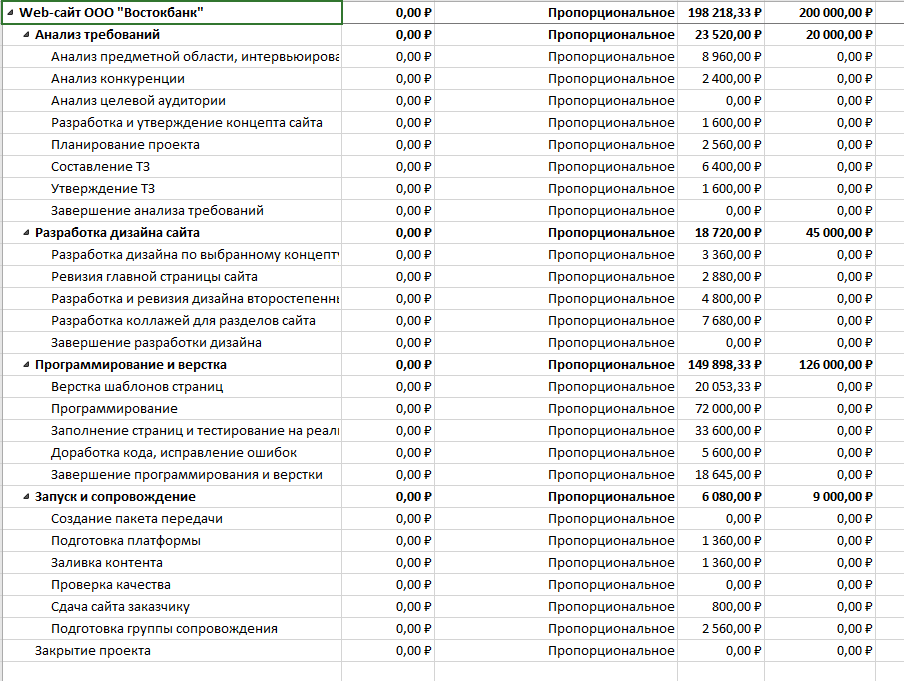 Web-сайт ООО "Востокбанк" 0,00 ₽ Пропорциональное 198 218,33 ₽ 200 000,00 ₽
Анализ требований 0,00 ₽ Пропорциональное 23 520,00 ₽ 20 000,00 ₽
Анализ предметной области, интервьюирова 0,00 ₽ Пропорциональное 8 960,00 ₽ 0,00 ₽
Анализ конкуренции 0,00 ₽ Пропорциональное 2 400,00 ₽ 0,00 ₽
Анализ целевой аудитории 0,00 ₽ Пропорциональное 0,00 ₽ 0,00 ₽
Разработка и утверждение концепта сайта 0,00 ₽ Пропорциональное 1 600,00 ₽ 0,00 ₽
Планирование проекта 0,00 ₽ Пропорциональное 2 560,00 ₽ 0,00 ₽
Составление ТЗ 0,00 ₽ Пропорциональное 6 400,00 ₽ 0,00 ₽
Утверждение ТЗ 0,00 ₽ Пропорциональное 1 600,00 ₽ 0,00 ₽
Завершение анализа требований 0,00 ₽ Пропорциональное 0,00 ₽ 0,00 ₽
Разработка дизайна сайта 0,00 ₽ Пропорциональное 18 720,00 ₽ 45 000,00 ₽
Разработка дизайна по выбранному концепт 0,00 ₽ Пропорциональное 3 360,00 ₽ 0,00 ₽
Ревизия главной страницы сайта 0,00 ₽ Пропорциональное 2 880,00 ₽ 0,00 ₽
Разработка и ревизия дизайна второстепенн 0,00 ₽ Пропорциональное 4 800,00 ₽ 0,00 ₽
Разработка коллажей для разделов сайта 0,00 ₽ Пропорциональное 7 680,00 ₽ 0,00 ₽
Завершение разработки дизайна 0,00 ₽ Пропорциональное 0,00 ₽ 0,00 ₽
Программирование и верстка 0,00 ₽ Пропорциональное 149 898,33 ₽ 126 000,00 ₽
Верстка шаблонов страниц 0,00 ₽ Пропорциональное 20 053,33 ₽ 0,00 ₽
Программирование 0,00 ₽ Пропорциональное 72 000,00 ₽ 0,00 ₽
Заполнение страниц и тестирование на реал 0,00 ₽ Пропорциональное 33 600,00 ₽ 0,00 ₽
Доработка кода, исправление ошибок 0,00 ₽ Пропорциональное 5 600,00 ₽ 0,00 ₽
Завершение программирования и верстки 0,00 ₽ Пропорциональное 18 645,00 ₽ 0,00 ₽
Запуск и сопровождение 0,00 ₽ Пропорциональное 6 080,00 ₽ 9 000,00 ₽
Создание пакета передачи 0,00 ₽ Пропорциональное 0,00 ₽ 0,00 ₽
Подготовка платформы 0,00 ₽ Пропорциональное 1 360,00 ₽ 0,00 ₽
Заливка контента 0,00 ₽ Пропорциональное 1 360,00 ₽ 0,00 ₽
Проверка качества 0,00 ₽ Пропорциональное 0,00 ₽ 0,00 ₽
Сдача сайта заказчику 0,00 ₽ Пропорциональное 800,00 ₽ 0,00 ₽
Подготовка группы сопровождения 0,00 ₽ Пропорциональное 2 560,00 ₽ 0,00 ₽
Закрытие проекта 0,00 ₽ Пропорциональное 0,00 ₽ 0,00 ₽